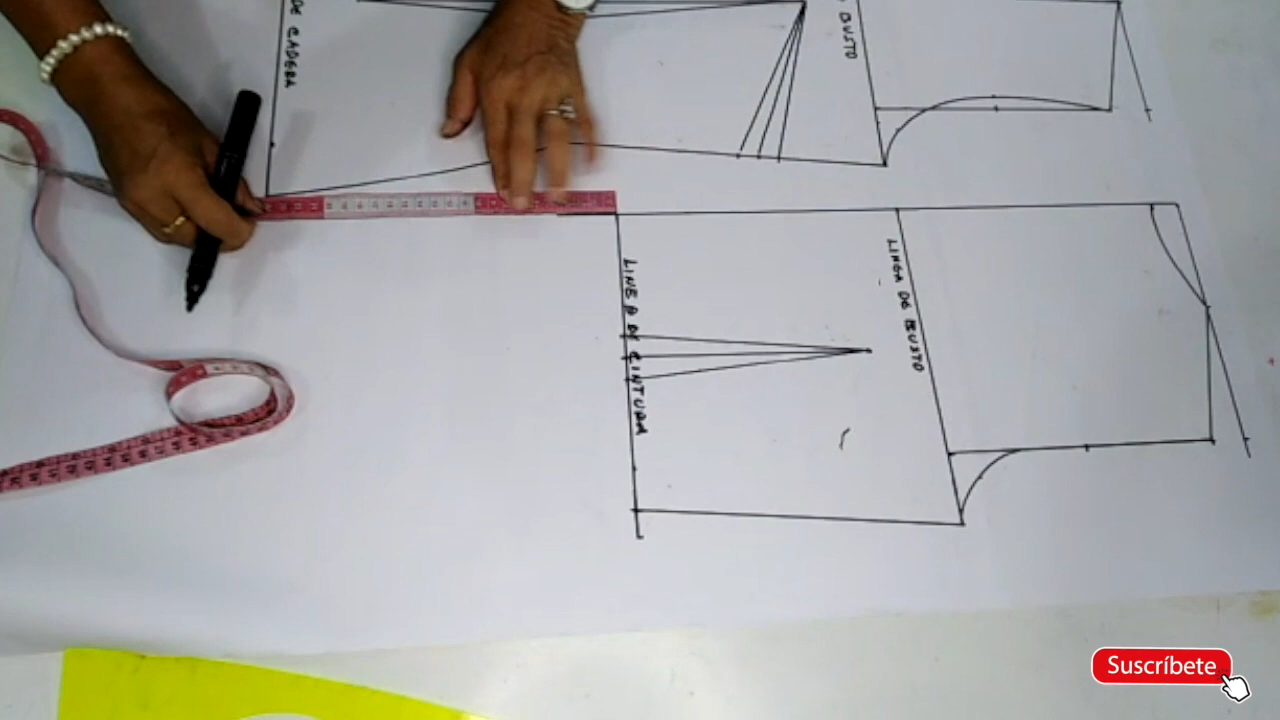 DE CADERA
BUSTO
LINEA DE BUSTO
LINEA DE CINTURA
Suscríbete